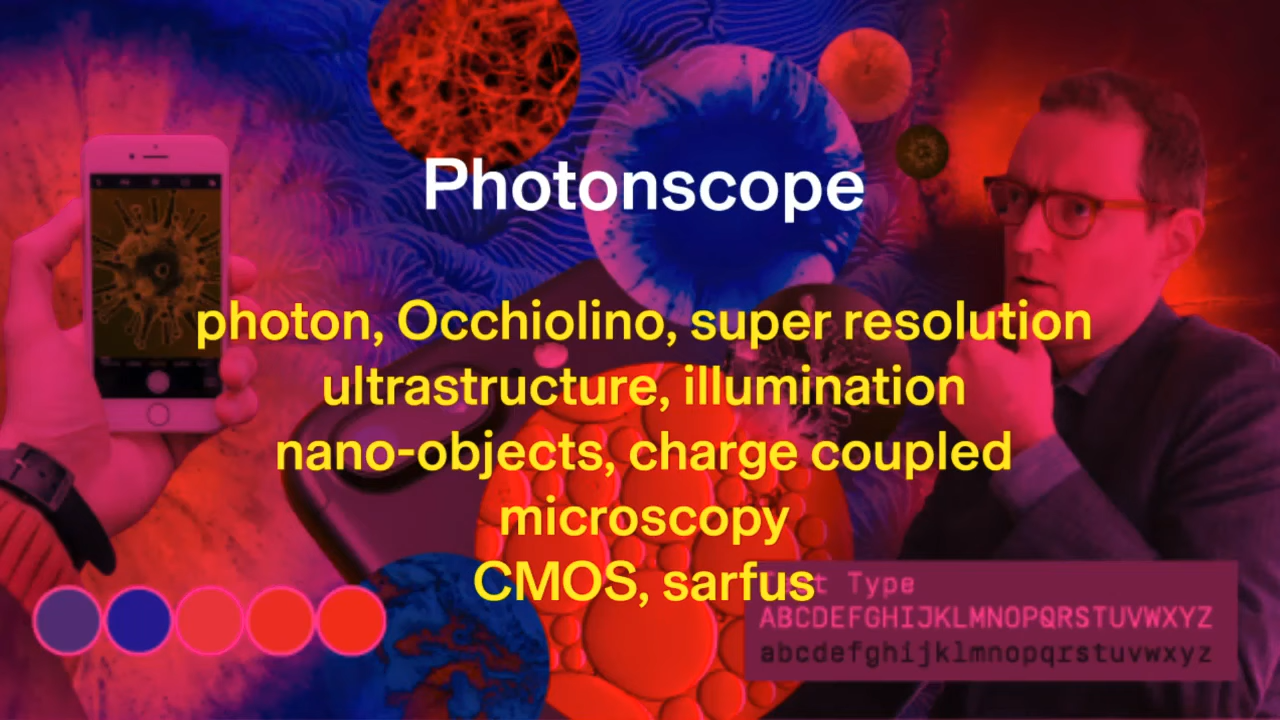 Photonscope
photon, Occhiolino, super resolution
ultrastructure, illumination
nano-objects, charge coupled
microscopy
CMOS, sarfus
Type
ABCDEFGHIJKLMNOPQRSTUVWXYZ
abcdefghijklmnopqrstuvwxyz